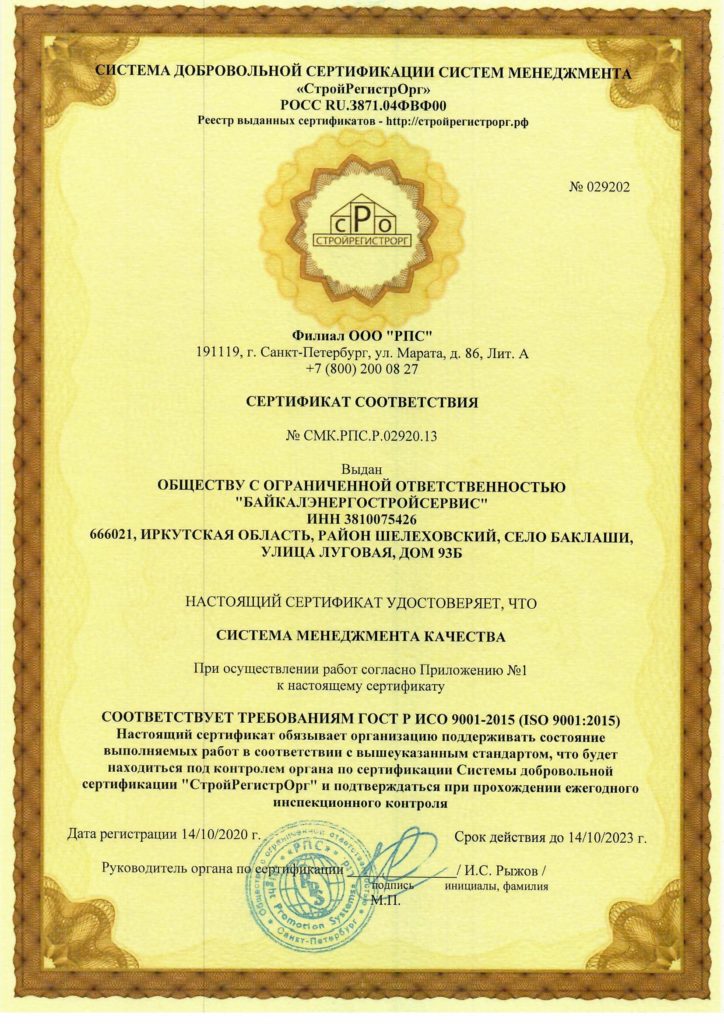 СИСТЕМА ДОБРОВОЛЬНОЙ СЕРТИФИКАЦИИ СИСТЕМ МЕНЕДЖМЕНТА
«СтройРегистрОрг»
РОСС RU.З871.04ФВФ00
Реестр выданных сертификатов - http://стройрегистрорг.рф
№ 029202
СРО
СТРОЙРЕГИСТРОРГ
Филиал ООО "РПС"
191119, г. Санкт-Петербург, ул. Марата, д. 86, Лит. А
+7 (800) 200 08 27
СЕРТИФИКАТ СООТВЕТСТВИЯ
№ СМК.РПС.Р.02920.13
Выдан
ОБЩЕСТВУ С ОГРАНИЧЕННОЙ ОТВЕТСТВЕННОСТЬЮ
"БАЙКАЛЭНЕРГОСТРОЙСЕРВИС"
ИНН 3810075426
666021, ИРКУТСКАЯ ОБЛАСТЬ, РАЙОН ШЕЛЕХОВСКИЙ, СЕЛО БАКЛАШИ,
УЛИЦА ЛУГОВАЯ, ДОМ 93Б
НАСТОЯЩИЙ СЕРТИФИКАТ УДОСТОВЕРЯЕТ, ЧТО
СИСТЕМА МЕНЕДЖМЕНТА КАЧЕСТВА
При осуществлении работ согласно Приложению №1
к настоящему сертификату
СООТВЕТСТВУЕТ ТРЕБОВАНИЯМ ГОСТ Р ИСО 9001-2015 (ISO 9001:2015)
Настоящий сертификат обязывает организацию поддерживать состояние
выполняемых работ в соответствии с вышеуказанным стандартом, что будет
находиться под контролем органа по сертификации Системы добровольной
сертификации "СтройРегистрОрг" и подтверждаться при прохождении ежегодного
инспекционного контроля
Дата регистрации 14/10/2020 г. Срок действия до 14/10/2023 г.
Руководитель органа по сертификации / И.С. Рыжов /
подпись инициалы, фамилия
М.П.
Общество с ограниченной ответственностью
«РПС»
RPS
Promotion Systems
Санкт-Петербург